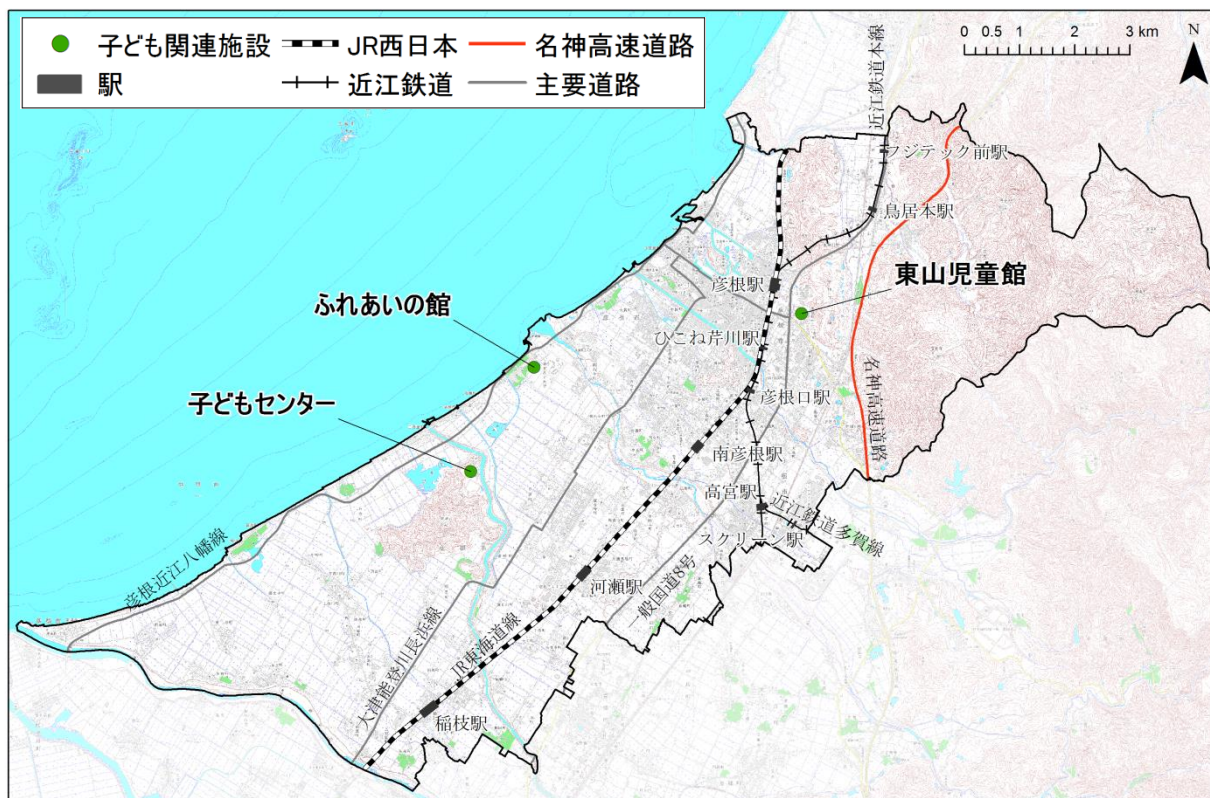 子ども関連施設
JR西日本
名神高速道路
駅
近江鉄道
主要道路
0 0.5 1 2 3 km
N
近江鉄道本線
フジテック前駅
鳥居本駅
彦根駅
東山児童館
ふれあいの館
ひこね芹川駅
子どもセンター
彦根口駅
名神高速道路
南彦根駅
高宮駅
近江鉄道多賀線
スクリーン駅
彦根近江八幡線
河瀬駅
一般国道8号
JR東海道線
大津能登川長浜線
稲枝駅